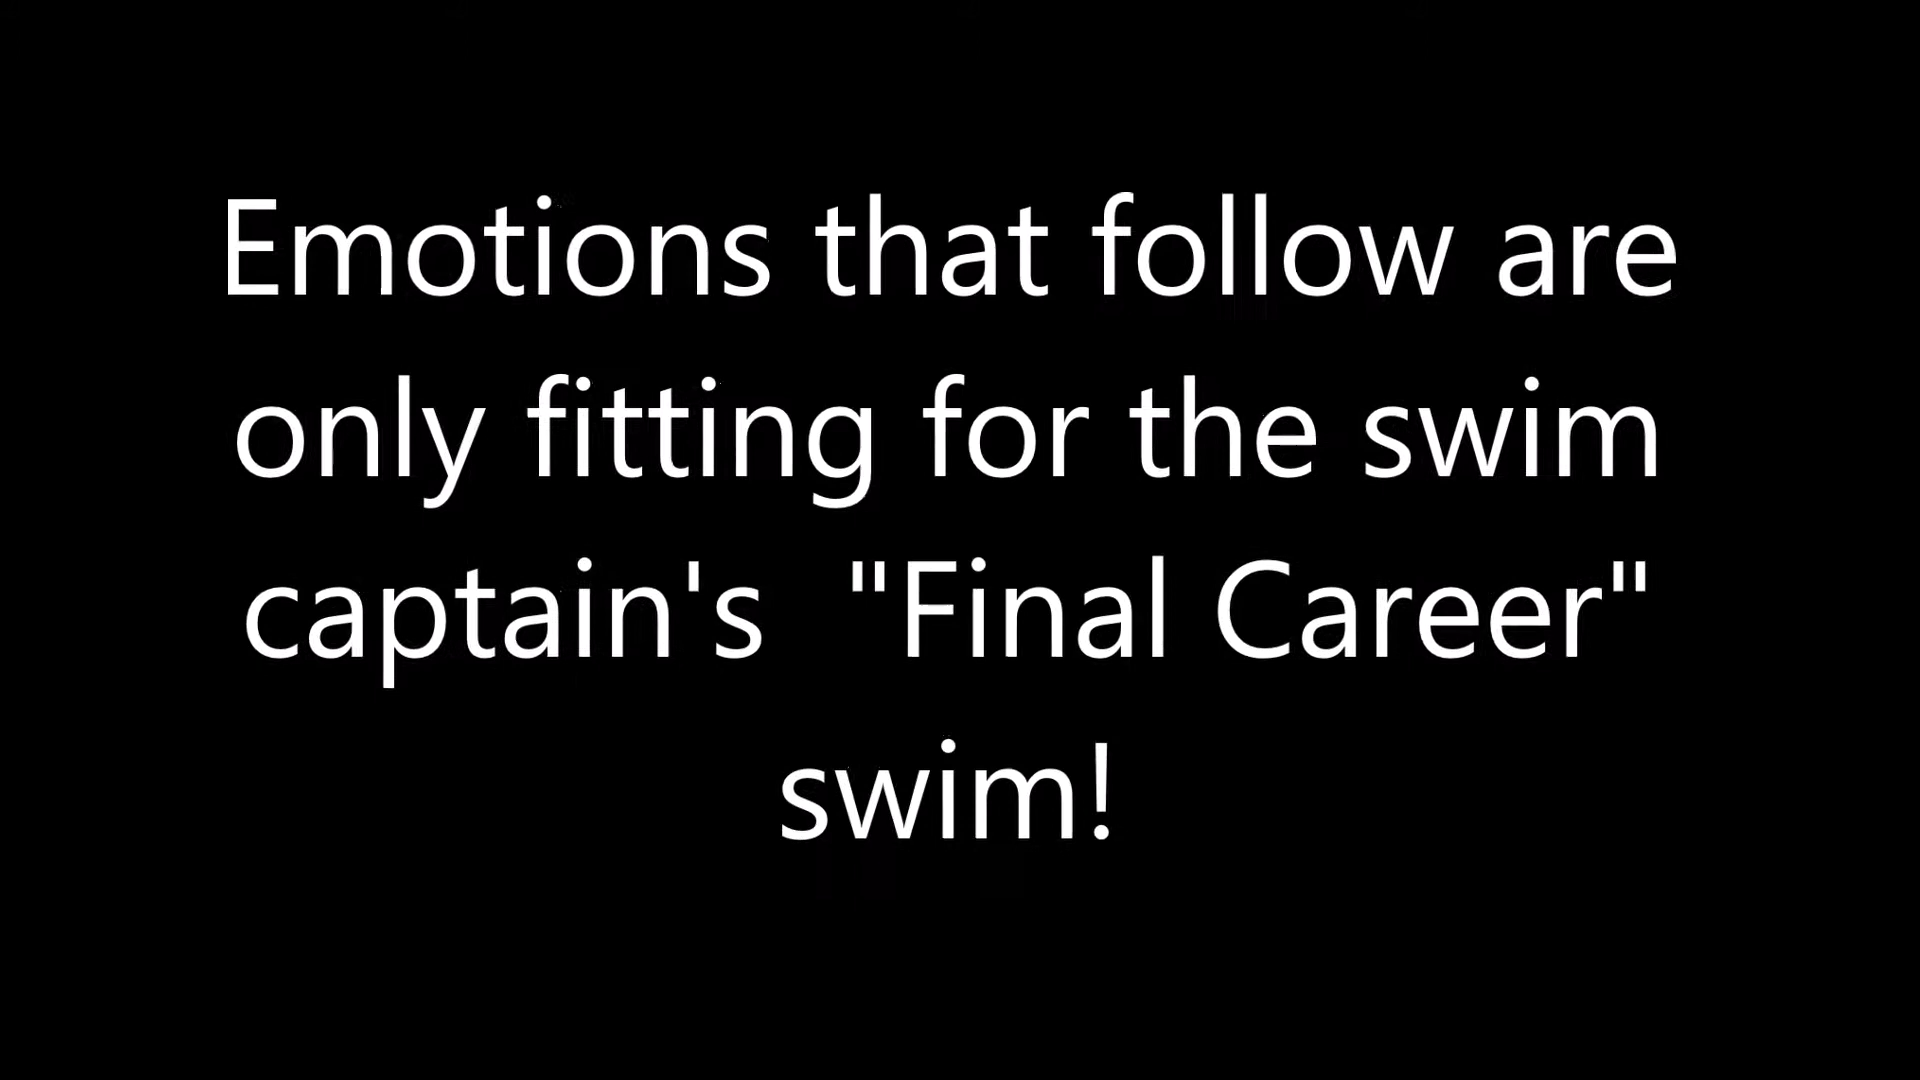 Emotions that follow are
only fitting for the swim
captain's  "Final Career"
swim!